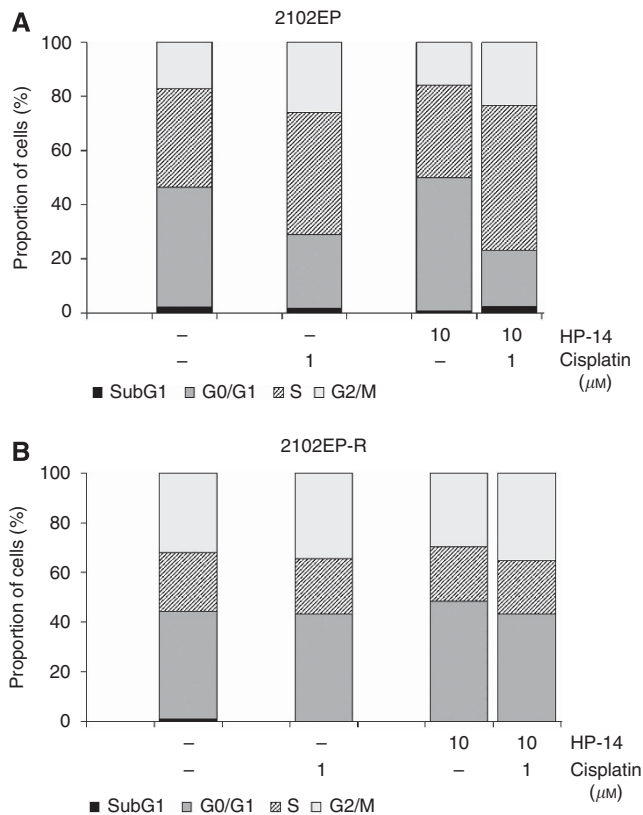 A
2102EP
Proportion of cells (%)
100
80
60
40
20
0
– – 10 10 HP-14
– 1 – 1 Cisplatin
(μM)
SubG1 G0/G1 S G2/M
B
2102EP-R
Proportion of cells (%)
100
80
60
40
20
0
– – 10 10 HP-14
– 1 – 1 Cisplatin
(μM)
SubG1 G0/G1 S G2/M